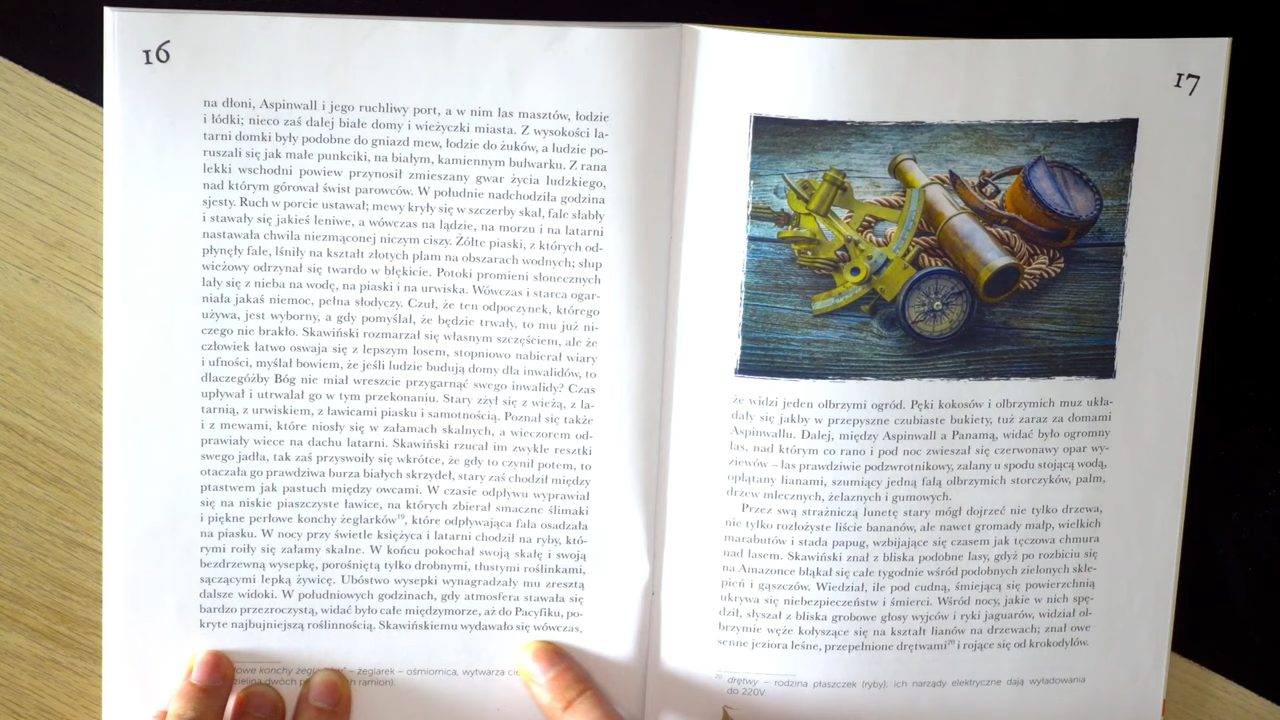 16
na dłoni, Aspinwall i jego ruchliwy port, a w nim las masztów, łodzie
i łódki; nieco zaś dalej białe domy i wieżyczki miasta. Z wysokości la-
tarni domki były podobne do gniazd mew, łodzie do żuków, a ludzie po-
ruszali się jak małe punkciki, na białym, kamiennym bulwarku. Z rana
lekki wschodni powiew przynosił zmieszany gwar życia ludzkiego,
nad którym górował świst parowców. W południe nadchodziła godzina
sjesty. Ruch w porcie ustawał; mewy kryły się w szczerby skał, fale słabły
i stawały się jakieś leniwe, a wówczas na lądzie, na morzu i na latarni
nastawała chwila niezmąconej niczym ciszy. Żółte piaski, z których od-
płynęły fale, lśniły na kształt złotych plam na obszarach wodnych; słup
wieżowy odrzynał się twardo w błękicie. Potoki promieni słonecznych
lały się z nieba na wodę, na piaski i na urwiska. Wówczas i starca ogar-
niała jakaś niemoc, pełna słodyczy. Czuł, że ten odpoczynek, którego
używa, jest wyborny, a gdy pomyślał, że będzie trwały, to mu już ni-
czego nie brakło. Skawiński rozmarzał się własnym szczęściem, ale że
człowiek łatwo oswaja się z lepszym losem, stopniowo nabierał wiary
i ufności, myślał bowiem, że jeśli ludzie budują domy dla inwalidów, to
dlaczegóżby Bóg nie miał wreszcie przygarnąć swego inwalidy? Czas
upływał i utrwalał go w tym przekonaniu. Stary zżył się z wieżą, z la-
tarnią, z urwiskiem, z ławicami piasku i samotnością. Poznał się także
i z mewami, które niosły się w załamach skalnych, a wieczorem od-
prawiały wiece na dachu latarni. Skawiński rzucał im zwykle resztki
swego jadła, tak zaś przyswoiły się wkrótce, że gdy to czynił potem, to
otaczała go prawdziwa burza białych skrzydeł, stary zaś chodził między
ptastwem jak pastuch między owcami. W czasie odpływu wyprawiał
się na niskie piaszczyste ławice, na których zbierał smaczne ślimaki
i piękne perłowe konchy żeglarków¹⁹, które odpływająca fala osadzała
na piasku. W nocy przy świetle księżyca i latarni chodził na ryby, któ-
rymi roiły się załamy skalne. W końcu pokochał swoją skałę i swoją
bezdrzewną wysepkę, porośniętą tylko drobnymi, tłustymi roślinkami,
sączącymi lepką żywicę. Ubóstwo wysepki wynagradzały mu zresztą
dalsze widoki. W południowych godzinach, gdy atmosfera stawała się
bardzo przezroczystą, widać było całe międzymorze, aż do Pacyfiku, po-
kryte najbujniejszą roślinnością. Skawińskiemu wydawało się wówczas,
– żeglarek – ośmiornica, wytwarza
dwóch ramion).
17
że widzi jeden olbrzymi ogród. Pęki kokosów i olbrzymich muz ukła-
dały się jakby w przepyszne czubiaste bukiety, tuż zaraz za domami
Aspinwallu. Dalej, między Aspinwall a Panamą, widać było ogromny
las, nad którym co rano i pod noc zwieszał się czerwonawy opar wy-
ziewów – las prawdziwie podzwrotnikowy, zalany u spodu stojącą wodą,
oplątany lianami, szumiący jedną falą olbrzymich storczyków, palm,
drzew mlecznych, żelaznych i gumowych.
Przez swą strażniczą lunetę stary mógł dojrzeć nie tylko drzewa,
nie tylko rozłożyste liście bananów, ale nawet gromady małp, wielkich
marabutów i stada papug, wzbijające się czasem jak tęczowa chmura
nad lasem. Skawiński znał z bliska podobne lasy, gdyż po rozbiciu się
na Amazonce błąkał się całe tygodnie wśród podobnych zielonych skle-
pień i gąszczów. Wiedział, ile pod cudną, śmiejącą się powierzchnią
ukrywa się niebezpieczeństw i śmierci. Wśród nocy, jakie w nich spę-
dził, słyszał z bliska grobowe głosy wyjców i ryki jaguarów, widział ol-
brzymie węże kołyszące się na kształt lianów na drzewach; znał owe
senne jeziora leśne, przepełnione drętwami²⁰ i rojące się od krokodylów.
²⁰ drętwy – rodzina płaszczek (ryby); ich narządy elektryczne dają wyładowania
do 220V.